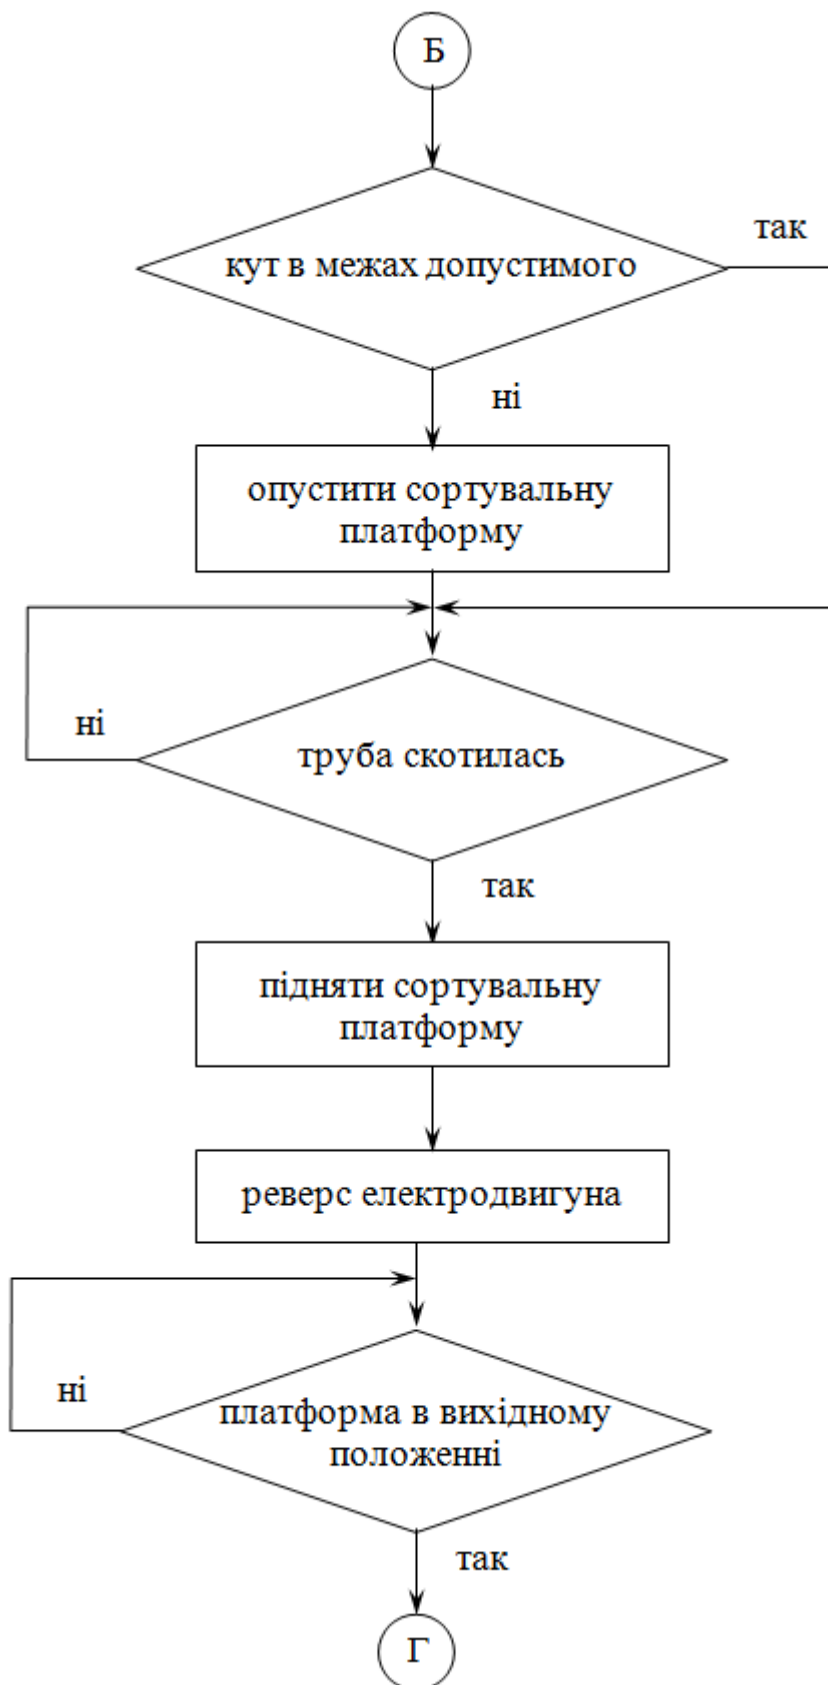 Б
так
кут в межах допустимого
ні
опустити сортувальну
платформу
ні
труба скотилась
так
підняти сортувальну
платформу
реверс електродвигуна
ні
платформа в вихідному
положенні
так
Г